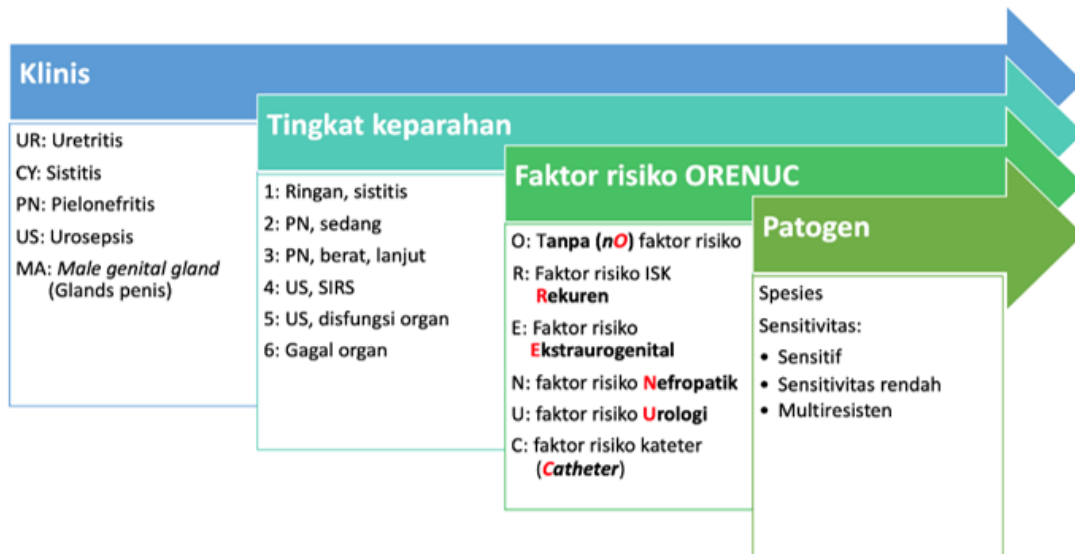 Klinis
UR: Uretritis
CY: Sistitis
PN: Pielonefritis
US: Urosepsis
MA: Male genital gland
(Glands penis)
Tingkat keparahan
1: Ringan, sistitis
2: PN, sedang
3: PN, berat, lanjut
4: US, SIRS
5: US, disfungsi organ
6: Gagal organ
Faktor risiko ORENUC
O: Tanpa (nO) faktor risiko
R: Faktor risiko ISK
Rekuren
E: Faktor risiko
Ekstraurogenital
N: faktor risiko Nefropatik
U: faktor risiko Urologi
C: faktor risiko kateter
(Catheter)
Patogen
Spesies
Sensitivitas:
• Sensitif
• Sensitivitas rendah
• Multiresisten